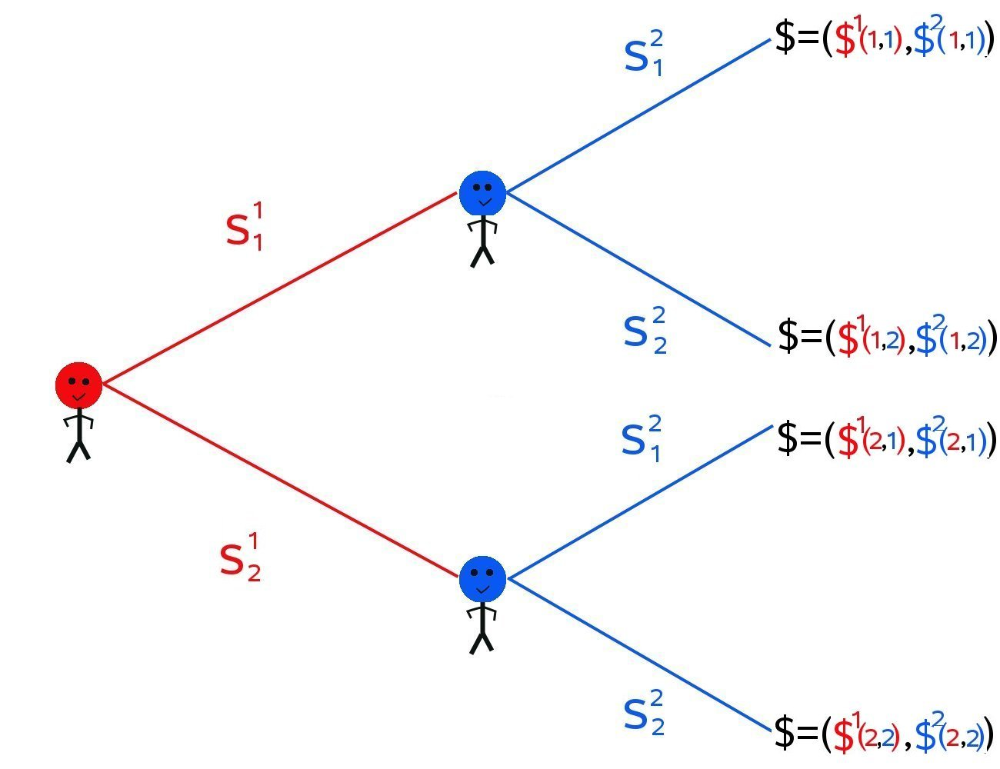 $=($¹(1,1),$²(1,1))
S²₁
S¹₁
S²₂
$=($¹(1,2),$²(1,2))
S²₁
$=($¹(2,1),$²(2,1))
S¹₂
S²₂
$=($¹(2,2),$²(2,2))